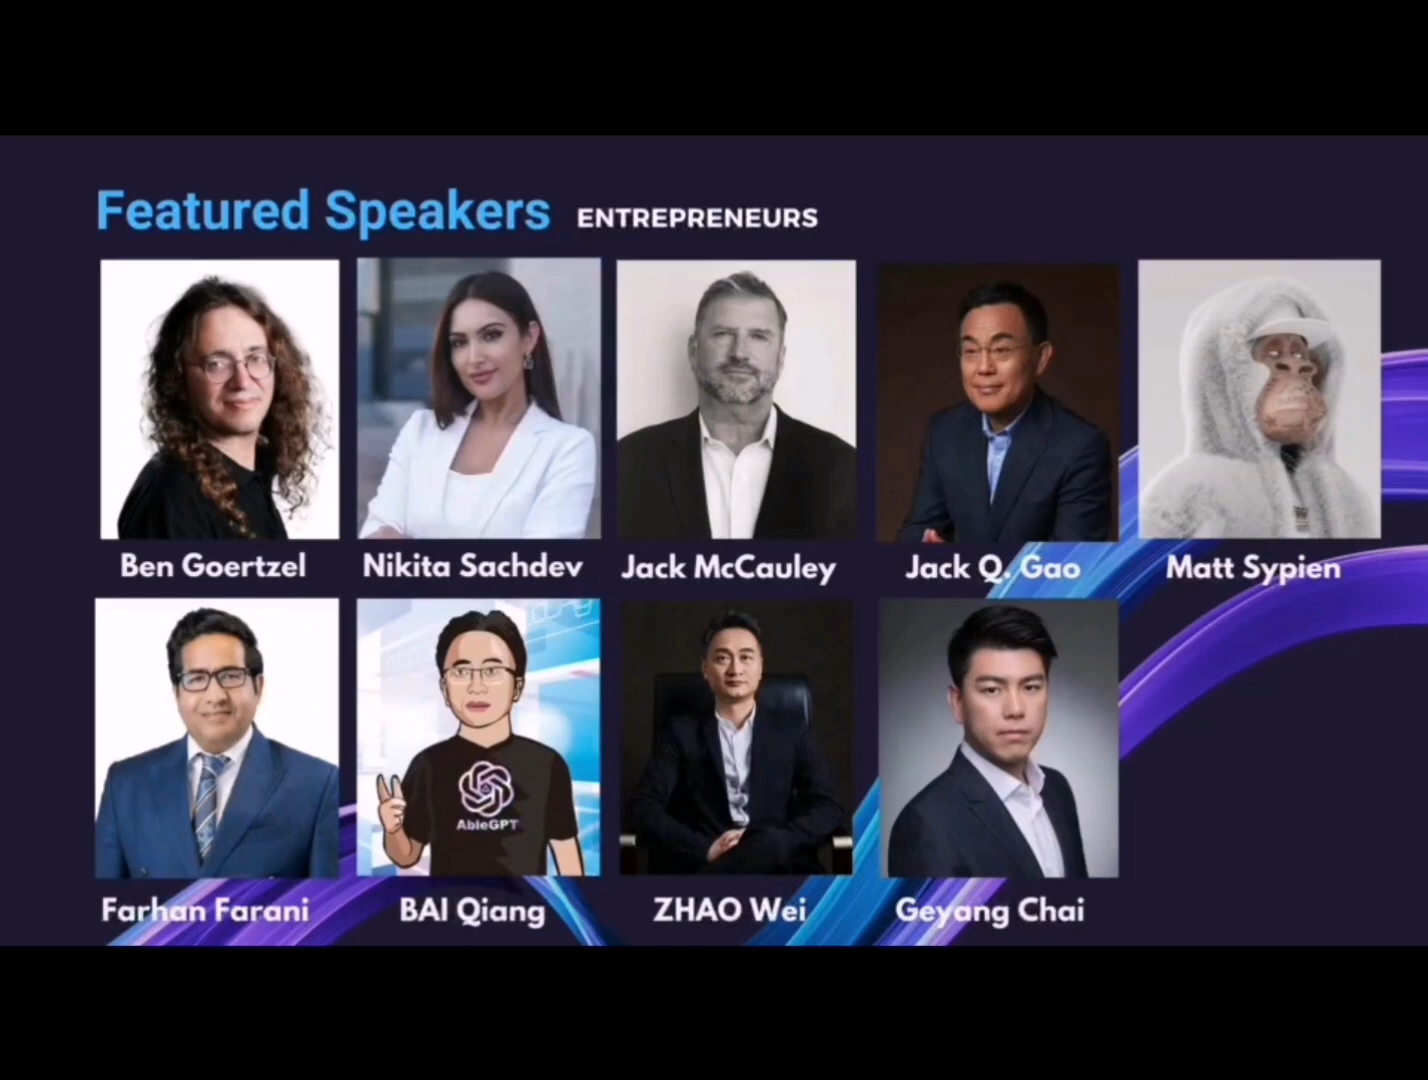 Featured Speakers ENTREPRENEURS
Ben Goertzel Nikita Sachdev Jack McCauley Jack Q. Gao Matt Sypien
AbleGPT
Farhan Farani BAI Qiang ZHAO Wei Geyang Chai